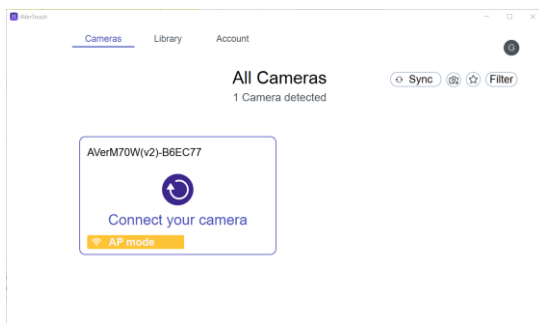 AVerTouch
Cameras Library Account
G
All Cameras
Sync Filter
1 Camera detected
AVerM70W(v2)-B6EC77
Connect your camera
AP mode